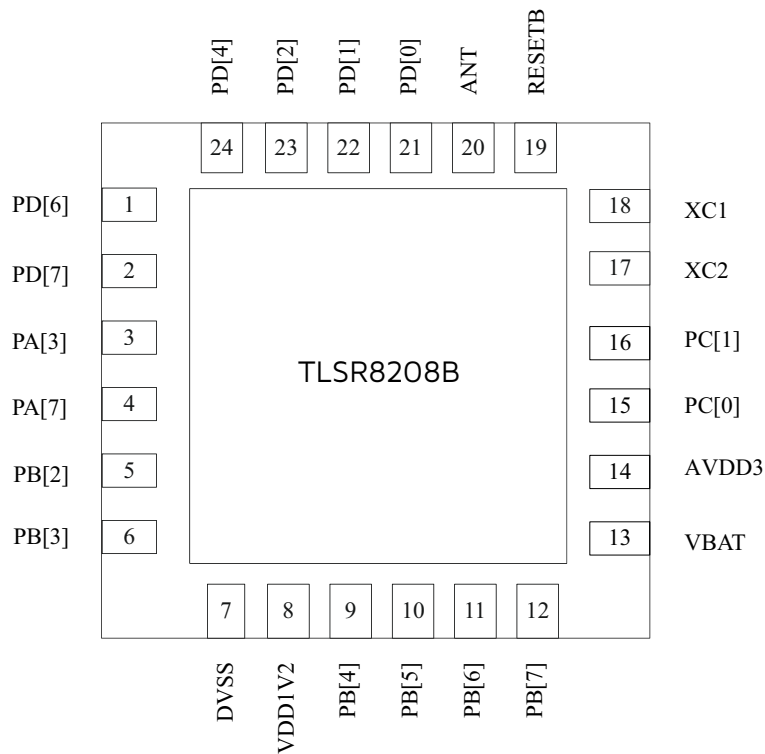 PD[4] PD[2] PD[1] PD[0] ANT RESETB
24 23 22 21 20 19
PD[6] 1 18 XC1
PD[7] 2 17 XC2
PA[3] 3 16 PC[1]
PA[7] 4 15 PC[0]
TLSR8208B
PB[2] 5 14 AVDD3
PB[3] 6 13 VBAT
7 8 9 10 11 12
DVSS VDD1V2 PB[4] PB[5] PB[6] PB[7]